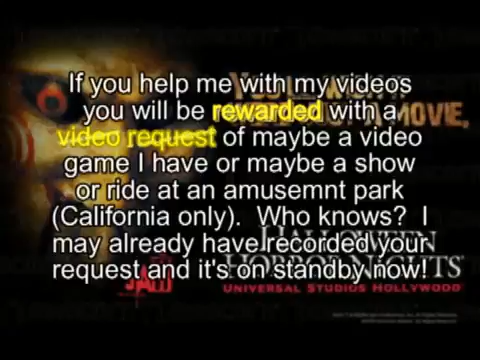 If you help me with my videos
you will be rewarded with a
video request of maybe a video
game I have or maybe a show
or ride at an amusemnt park
(California only).  Who knows?  I
may already have recorded your
request and it's on standby now!
MOVIE.
HALLOWEEN
HORROR NIGHTS
UNIVERSAL STUDIOS HOLLYWOOD